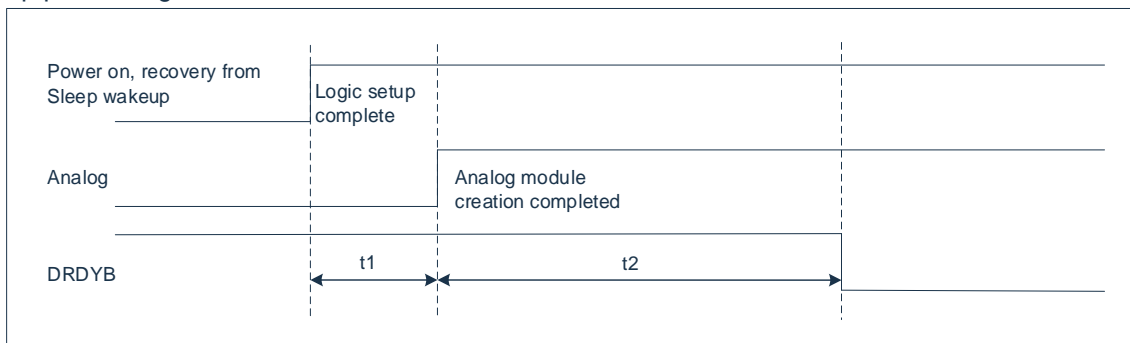 Power on, recovery from
Sleep wakeup
Logic setup
complete
Analog
Analog module
creation completed
DRDYB
t1
t2